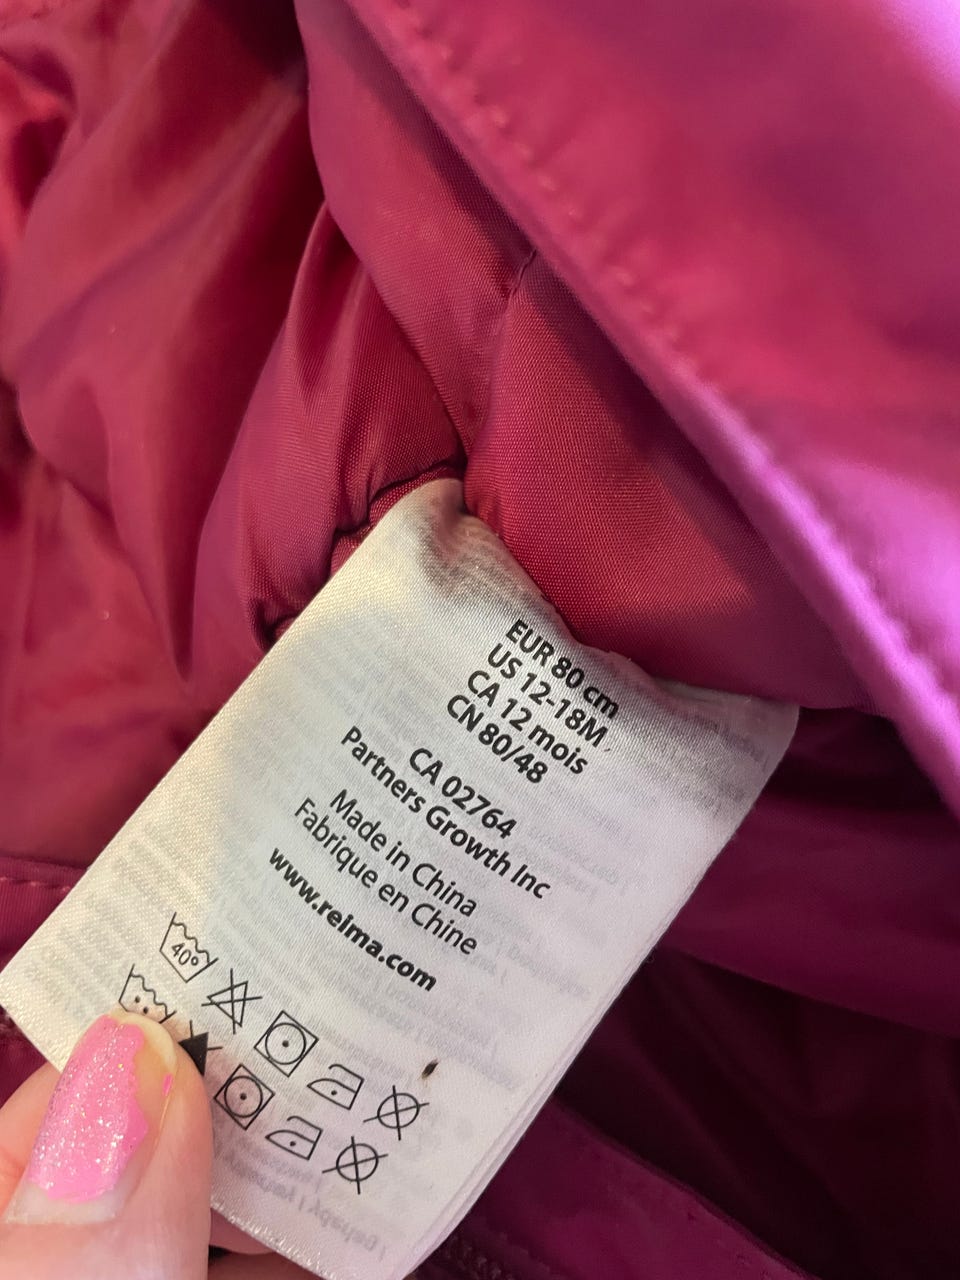 EUR 80 cm
US 12-18M
CA 12 mois
CN 80/48
CA 02764
Partners Growth Inc
Made in China
Fabrique en Chine
www.reima.com
40°